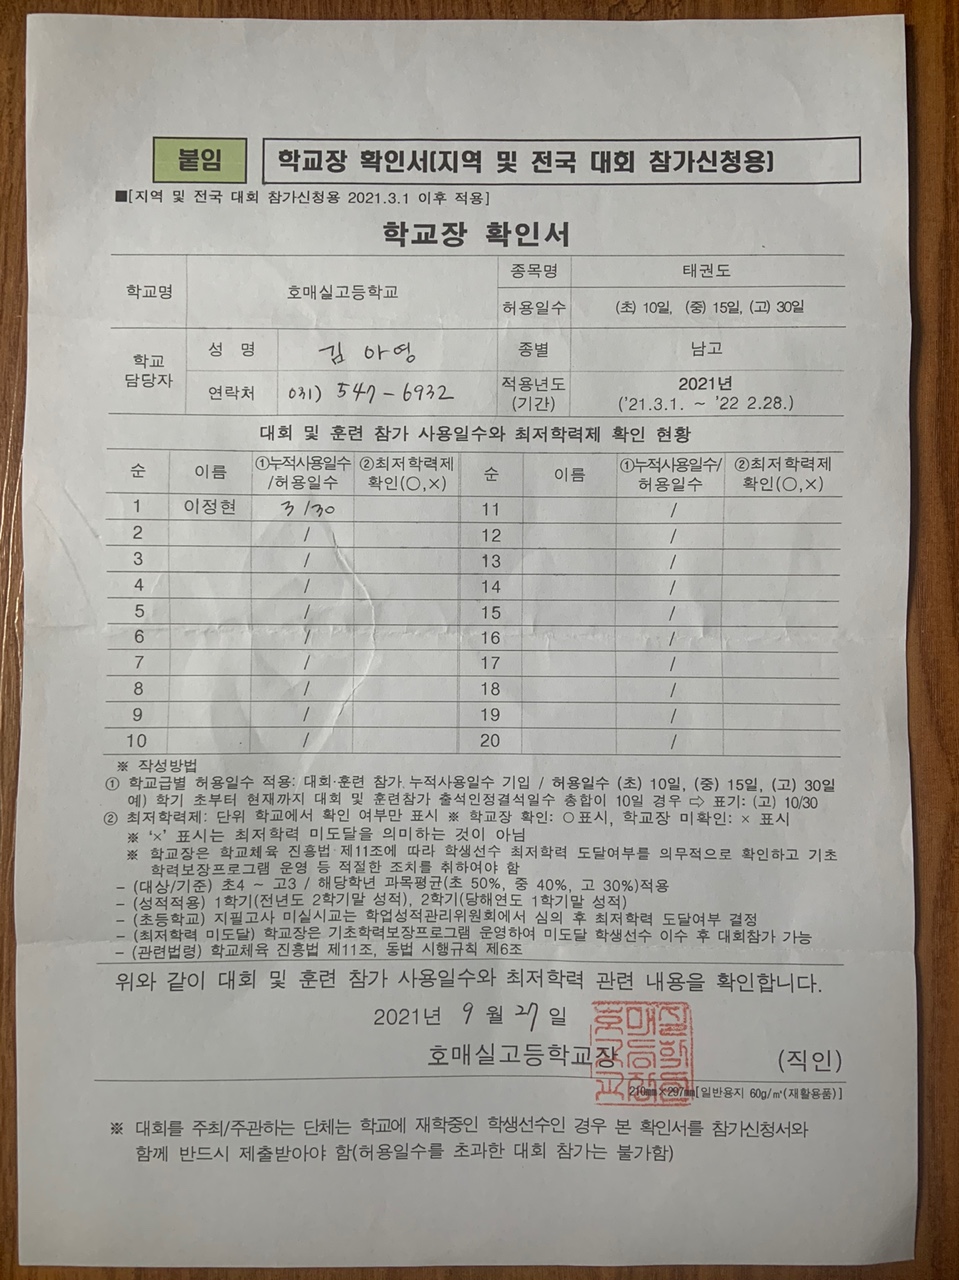 붙임 학교장 확인서(지역 및 전국 대회 참가신청용)
■[지역 및 전국 대회 참가신청용 2021.3.1 이후 적용]
학교장 확인서
학교명 호매실고등학교 종목명 태권도
허용일수 (초) 10일, (중) 15일, (고) 30일
학교 담당자 성 명 김아영 종별 남고
연락처 031) 547-6932 적용년도 (기간) 2021년 ('21.3.1. ~ '22 2.28.)
대회 및 훈련 참가 사용일수와 최저학력제 확인 현황
순 이름 ①누적사용일수/허용일수 ②최저학력제 확인(○,×) 순 이름 ①누적사용일수/허용일수 ②최저학력제 확인(○,×)
1 이정현 3/30 11 /
2 / 12 /
3 / 13 /
4 / 14 /
5 / 15 /
6 / 16 /
7 / 17 /
8 / 18 /
9 / 19 /
10 / 20 /
※ 작성방법
① 학교급별 허용일수 적용: 대회·훈련 참가 누적사용일수 기입 / 허용일수 (초) 10일, (중) 15일, (고) 30일
예) 학기 초부터 현재까지 대회 및 훈련참가 출석인정결석일수 총합이 10일 경우 ⇨ 표기: (고) 10/30
② 최저학력제: 단위 학교에서 확인 여부만 표시 ※ 학교장 확인: ○표시, 학교장 미확인: × 표시
※ '×' 표시는 최저학력 미도달을 의미하는 것이 아님
※ 학교장은 학교체육 진흥법 제11조에 따라 학생선수 최저학력 도달여부를 의무적으로 확인하고 기초
학력보장프로그램 운영 등 적절한 조치를 취하여야 함
- (대상/기준) 초4 ~ 고3 / 해당학년 과목평균(초 50%, 중 40%, 고 30%)적용
- (성적적용) 1학기(전년도 2학기말 성적), 2학기(당해연도 1학기말 성적)
- (초등학교) 지필고사 미실시교는 학업성적관리위원회에서 심의 후 최저학력 도달여부 결정
- (최저학력 미도달) 학교장은 기초학력보장프로그램 운영하여 미도달 학생선수 이수 후 대회참가 가능
- (관련법령) 학교체육 진흥법 제11조, 동법 시행규칙 제6조
위와 같이 대회 및 훈련 참가 사용일수와 최저학력 관련 내용을 확인합니다.
2021년 9월 27일
호매실고등학교장 (직인)
호매실
고등학
교장인
210㎜×297㎜[일반용지 60g/㎡(재활용품)]
※ 대회를 주최/주관하는 단체는 학교에 재학중인 학생선수인 경우 본 확인서를 참가신청서와
함께 반드시 제출받아야 함(허용일수를 초과한 대회 참가는 불가함)